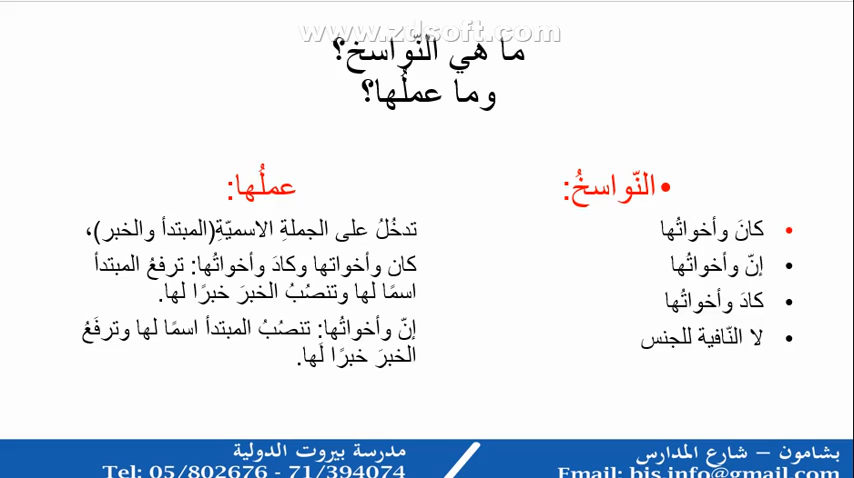 www.zdsoft.com
ما هي النّواسخ؟
وما عملُها؟
•النّواسخُ:
• كانَ وأخواتُها
• إنّ وأخواتُها
• كادَ وأخواتُها
• لا النّافية للجنس
عملُها:
تدخُلُ على الجملةِ الاسميّةِ(المبتدأ والخبر)،
كان وأخواتها وكادَ وأخواتُها: ترفعُ المبتدأ
اسمًا لها وتنصُبُ الخبرَ خبرًا لها.
إنّ وأخواتُها: تنصُبُ المبتدأ اسمًا لها وترفَعُ
الخبرَ خبرًا لَها.
بشامون – شارع المدارس
Email: bis.info@gmail.com
مدرسة بيروت الدولية
Tel: 05/802676 - 71/394074